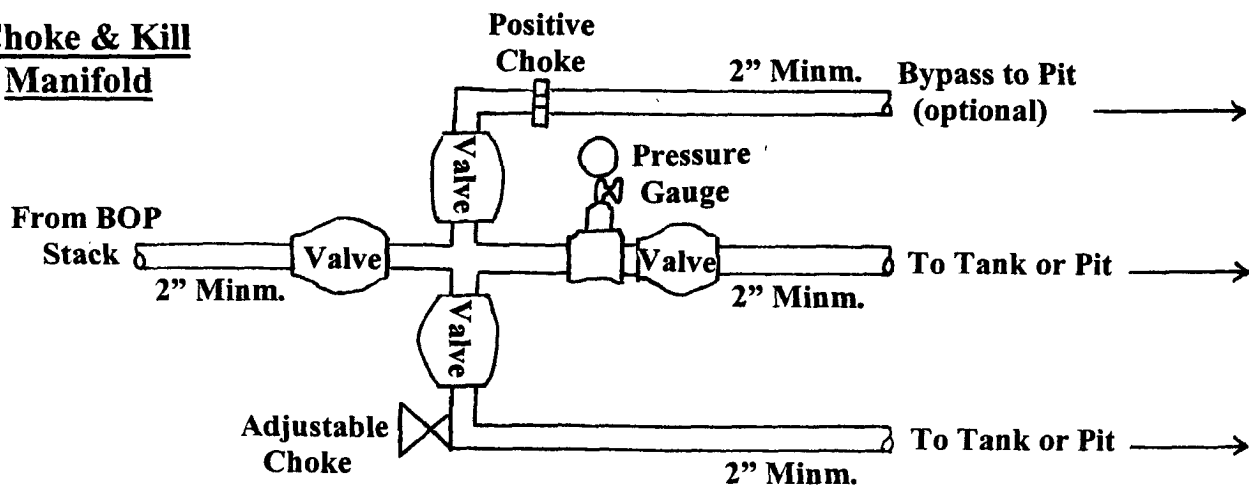 Choke & Kill
Manifold
Positive
Choke
2” Minm.
Bypass to Pit
(optional)
Valve
Pressure
Gauge
From BOP
Stack
2” Minm.
Valve
Valve
2” Minm.
To Tank or Pit
Valve
Adjustable
Choke
2” Minm.
To Tank or Pit